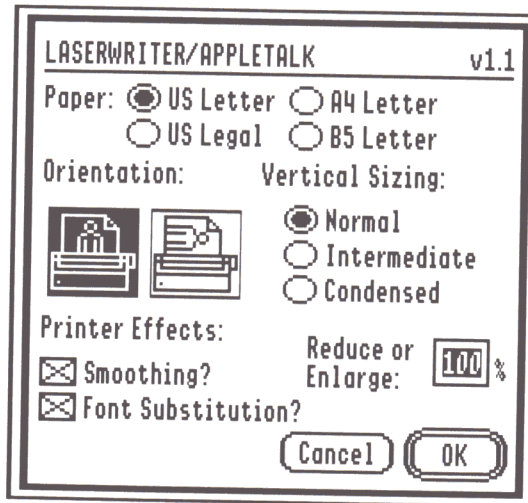 LASERWRITER/APPLETALK v1.1
Paper: US Letter A4 Letter
US Legal B5 Letter
Orientation: Vertical Sizing:
Normal
Intermediate
Condensed
Printer Effects:
Reduce or
Enlarge: 100 %
Smoothing?
Font Substitution?
Cancel OK